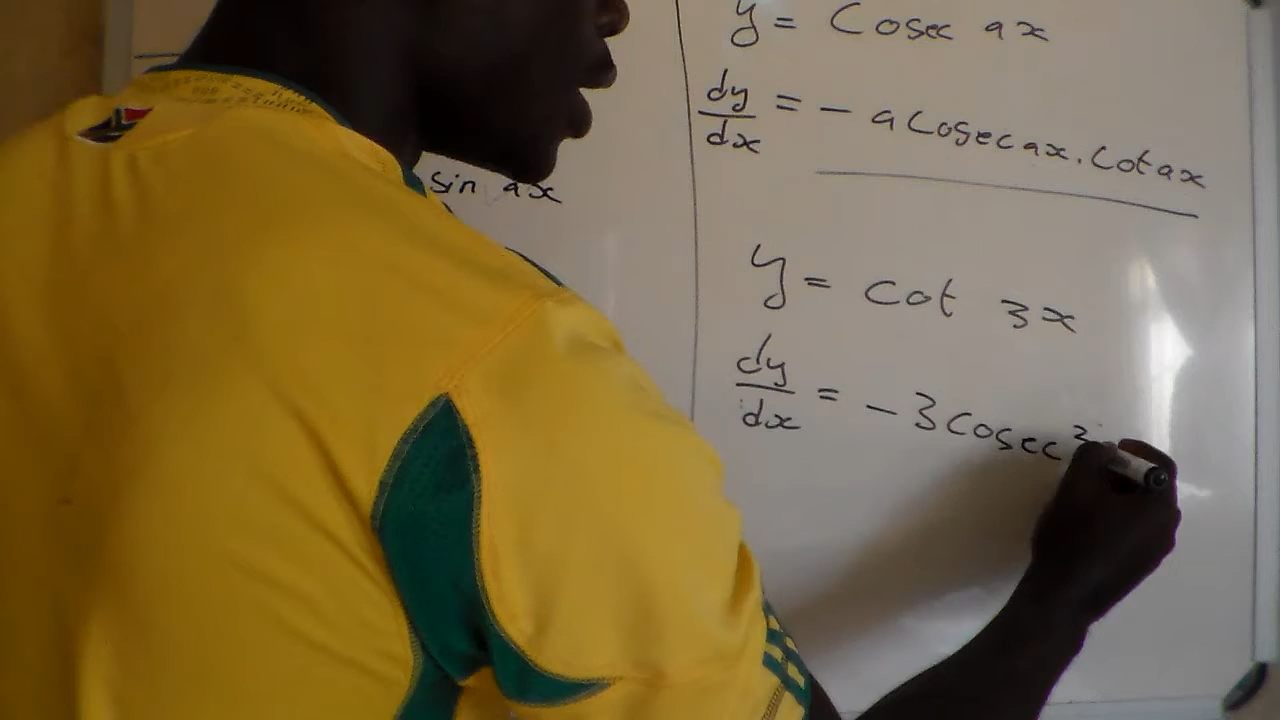 sin ax
y = Cosec ax
dy/dx = - a Cosec ax . Cot ax
y = Cot 3x
dy/dx = - 3 Cosec²